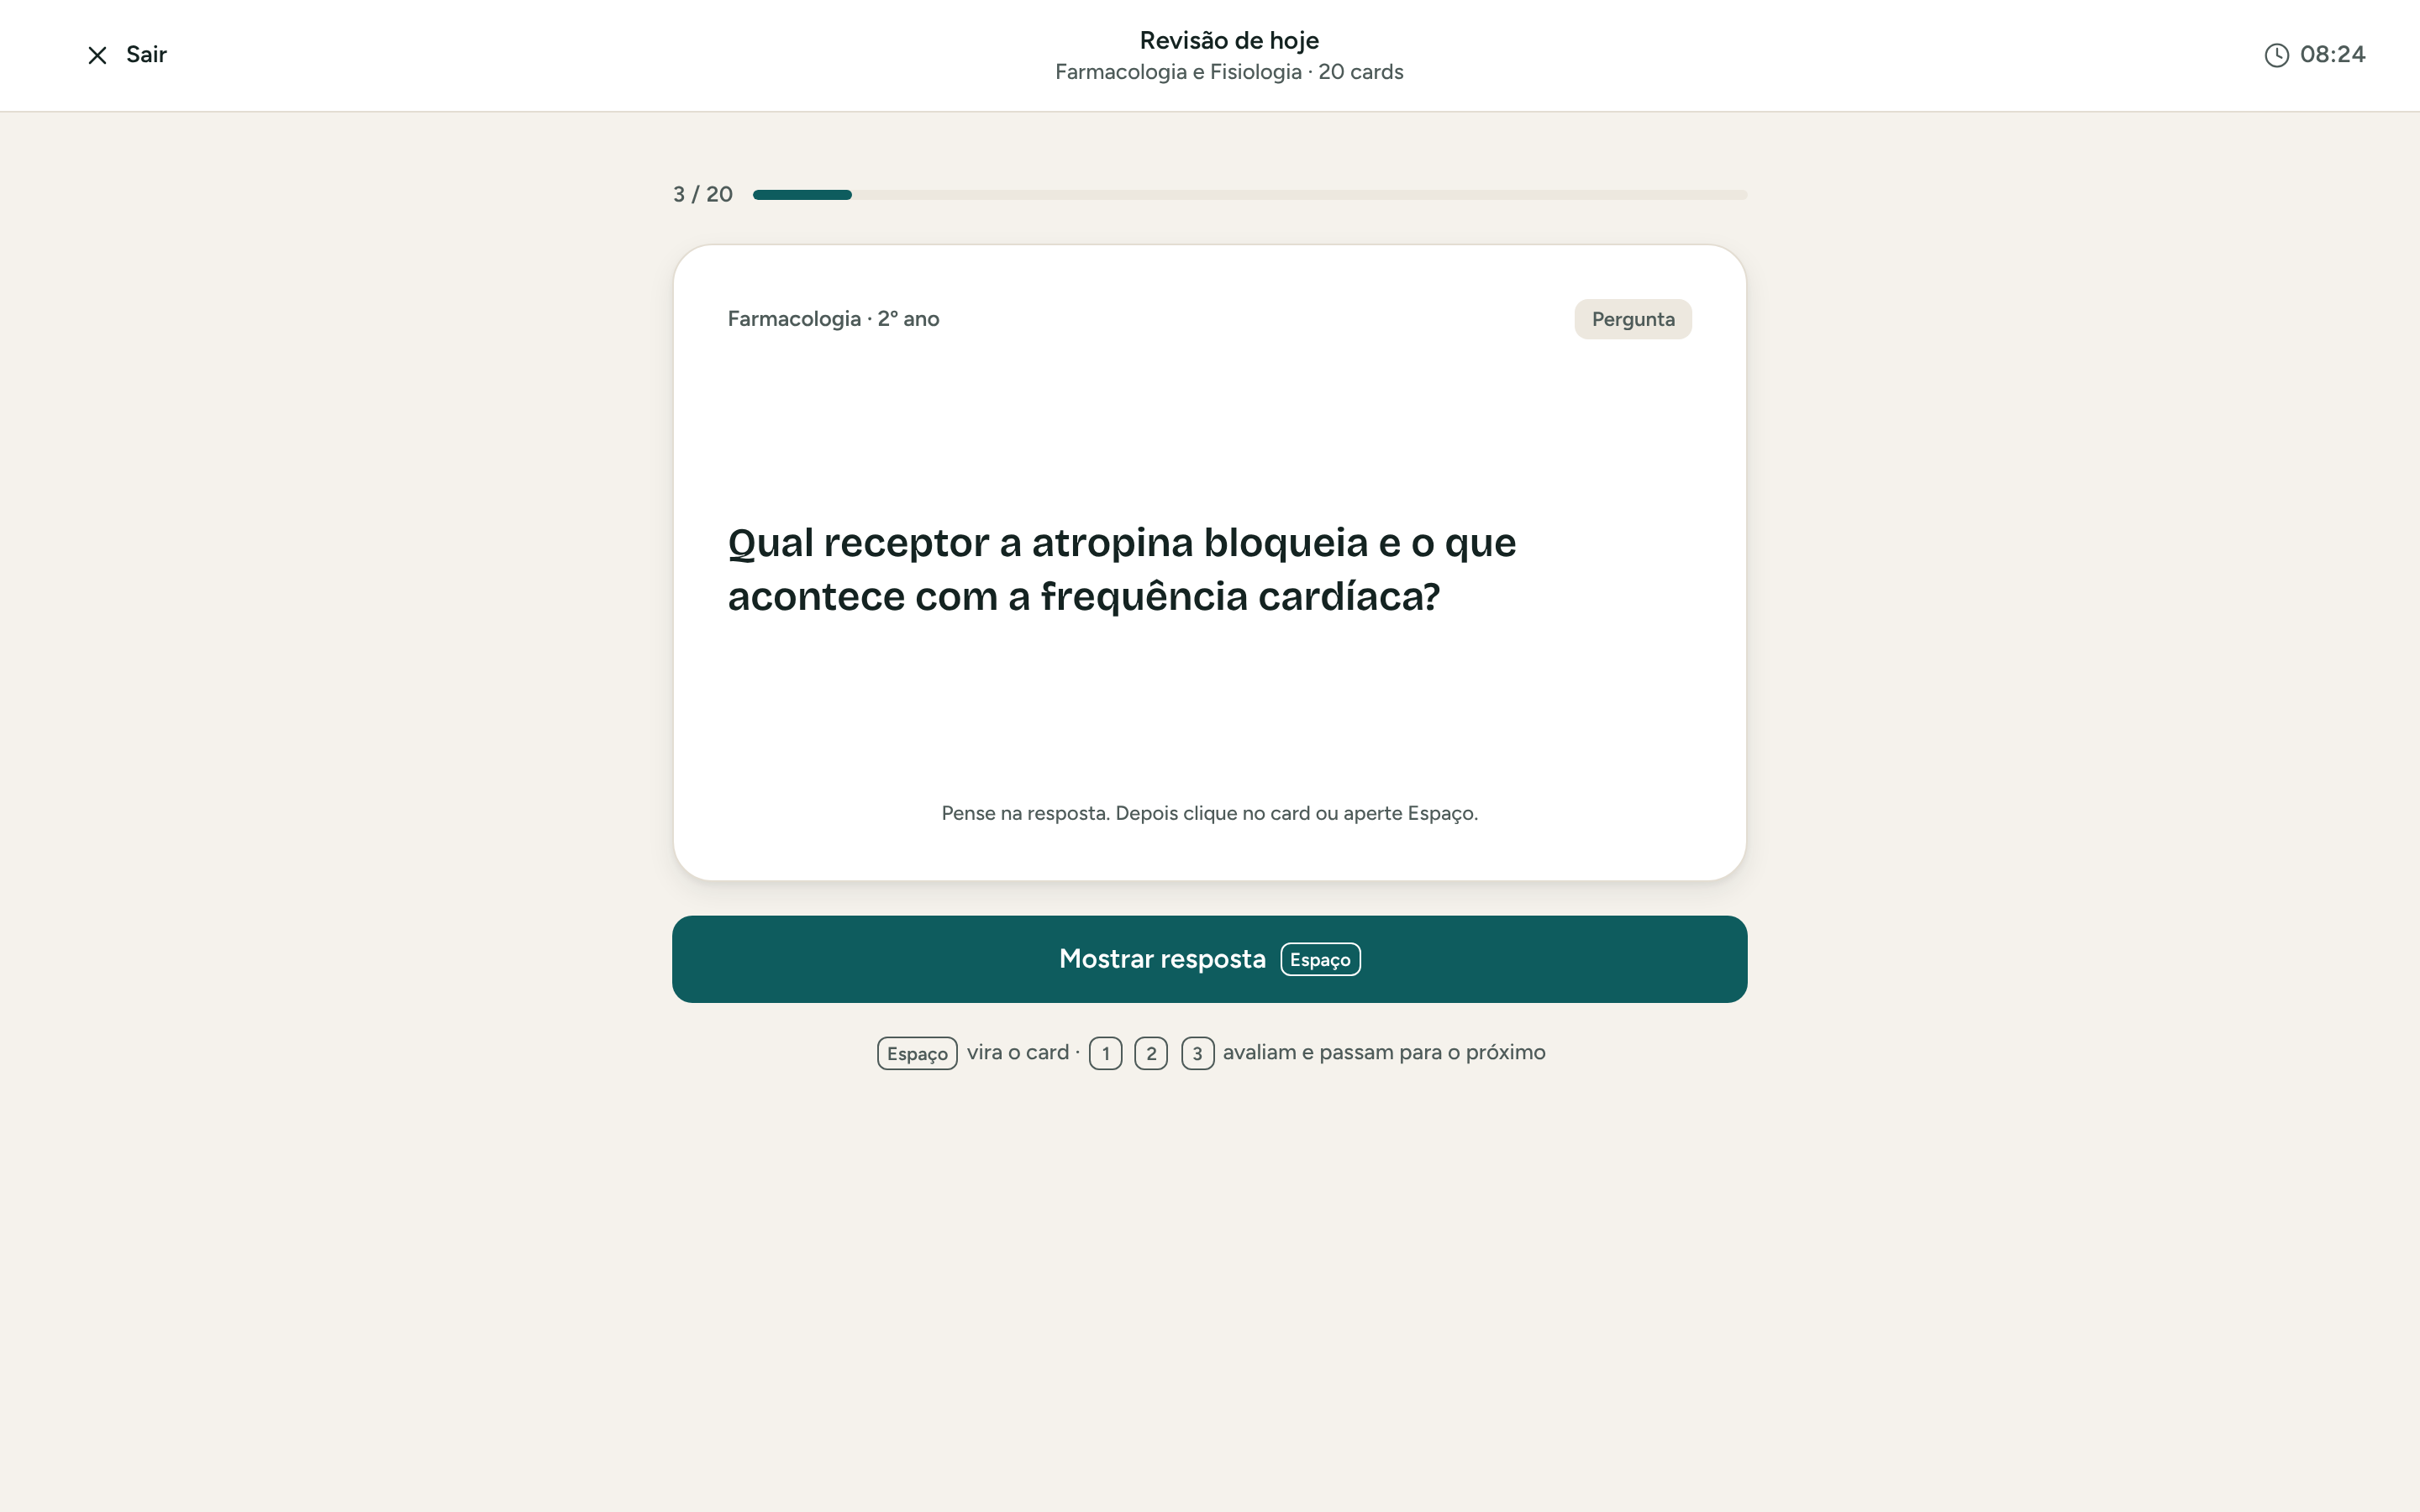 Sair
Revisão de hoje
Farmacologia e Fisiologia · 20 cards
08:24
3 / 20
Farmacologia · 2º ano
Pergunta
Qual receptor a atropina bloqueia e o que
acontece com a frequência cardíaca?
Pense na resposta. Depois clique no card ou aperte Espaço.
Mostrar resposta Espaço
Espaço vira o card · 1 2 3 avaliam e passam para o próximo